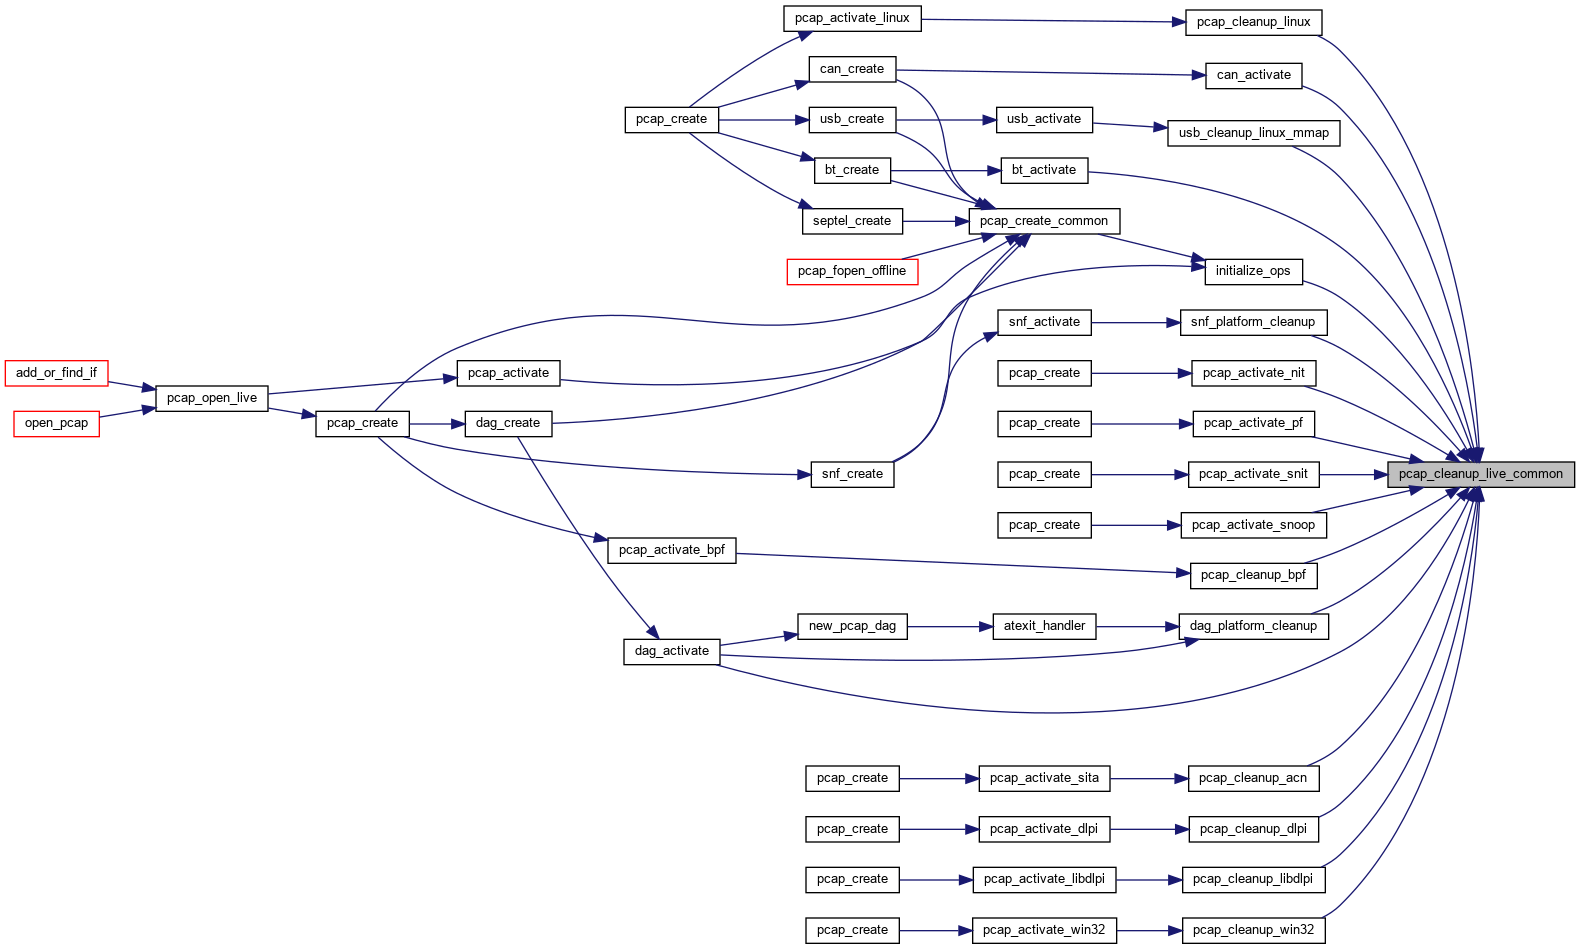 pcap_activate_linux
pcap_cleanup_linux
can_create
can_activate
pcap_create
usb_create
usb_activate
usb_cleanup_linux_mmap
bt_create
bt_activate
septel_create
pcap_create_common
pcap_fopen_offline
initialize_ops
snf_activate
snf_platform_cleanup
add_or_find_if
pcap_activate
pcap_create
pcap_activate_nit
pcap_open_live
open_pcap
pcap_create
dag_create
pcap_create
pcap_activate_pf
snf_create
pcap_create
pcap_activate_snit
pcap_cleanup_live_common
pcap_create
pcap_activate_snoop
pcap_activate_bpf
pcap_cleanup_bpf
new_pcap_dag
atexit_handler
dag_platform_cleanup
dag_activate
pcap_create
pcap_activate_sita
pcap_cleanup_acn
pcap_create
pcap_activate_dlpi
pcap_cleanup_dlpi
pcap_create
pcap_activate_libdlpi
pcap_cleanup_libdlpi
pcap_create
pcap_activate_win32
pcap_cleanup_win32